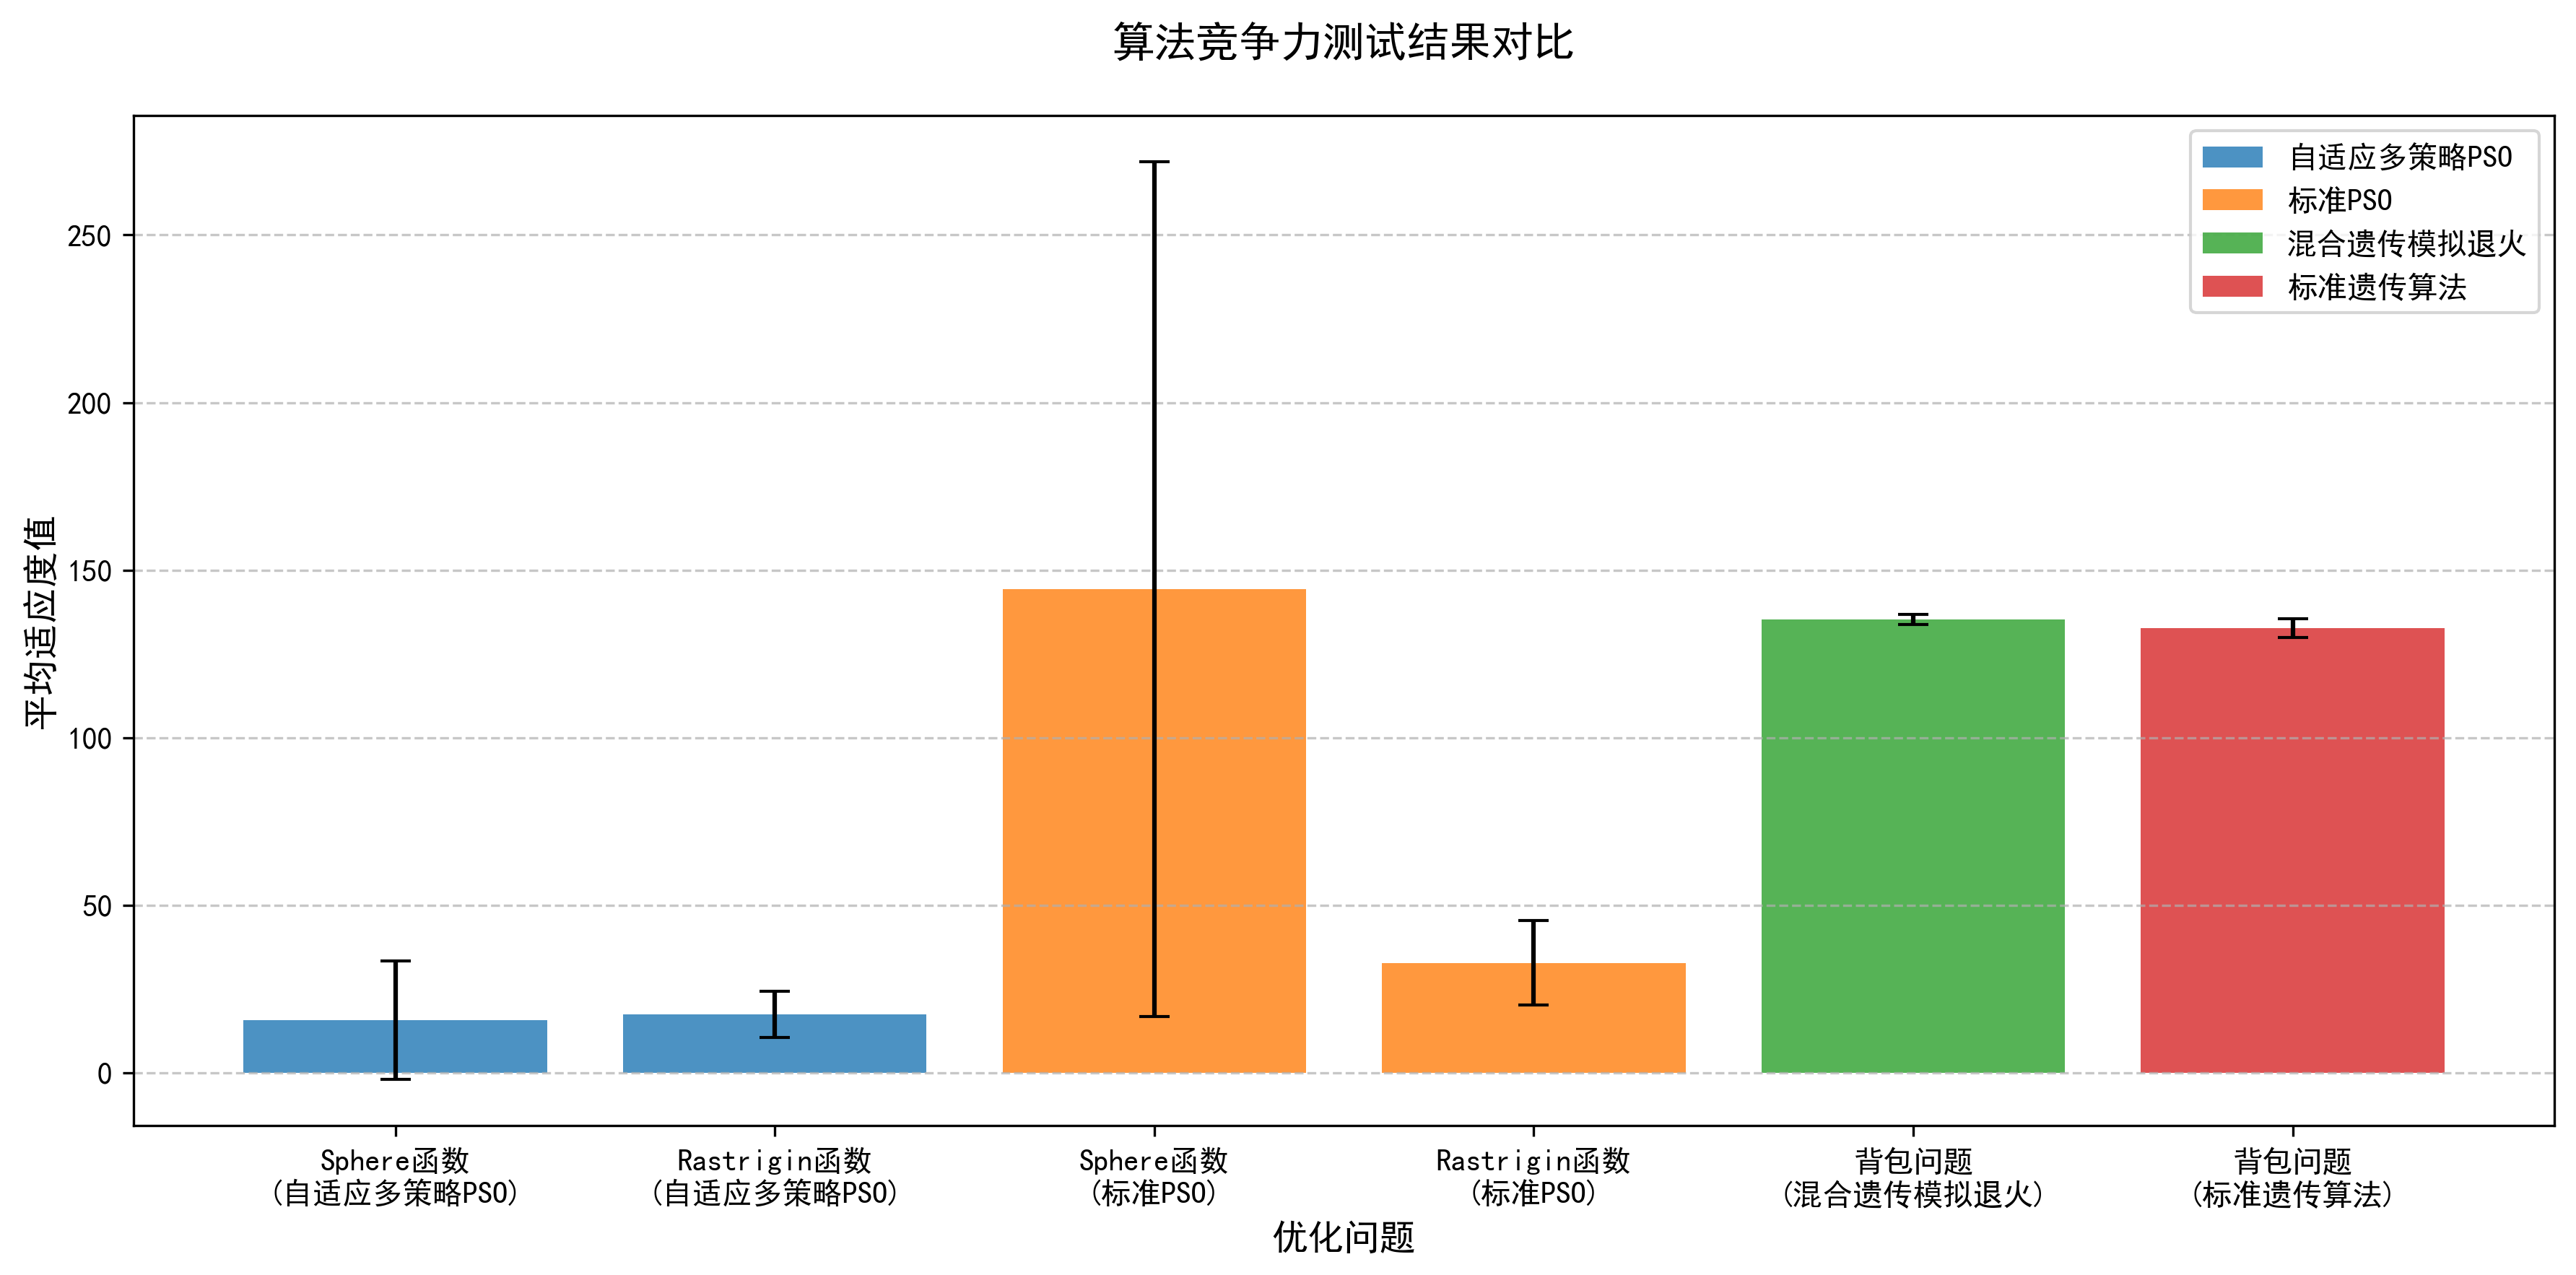 算法竞争力测试结果对比
自适应多策略PSO
标准PSO
混合遗传模拟退火
标准遗传算法
平均适应度值
250
200
150
100
50
0
Sphere函数
(自适应多策略PSO)
Rastrigin函数
(自适应多策略PSO)
Sphere函数
(标准PSO)
Rastrigin函数
(标准PSO)
背包问题
(混合遗传模拟退火)
背包问题
(标准遗传算法)
优化问题